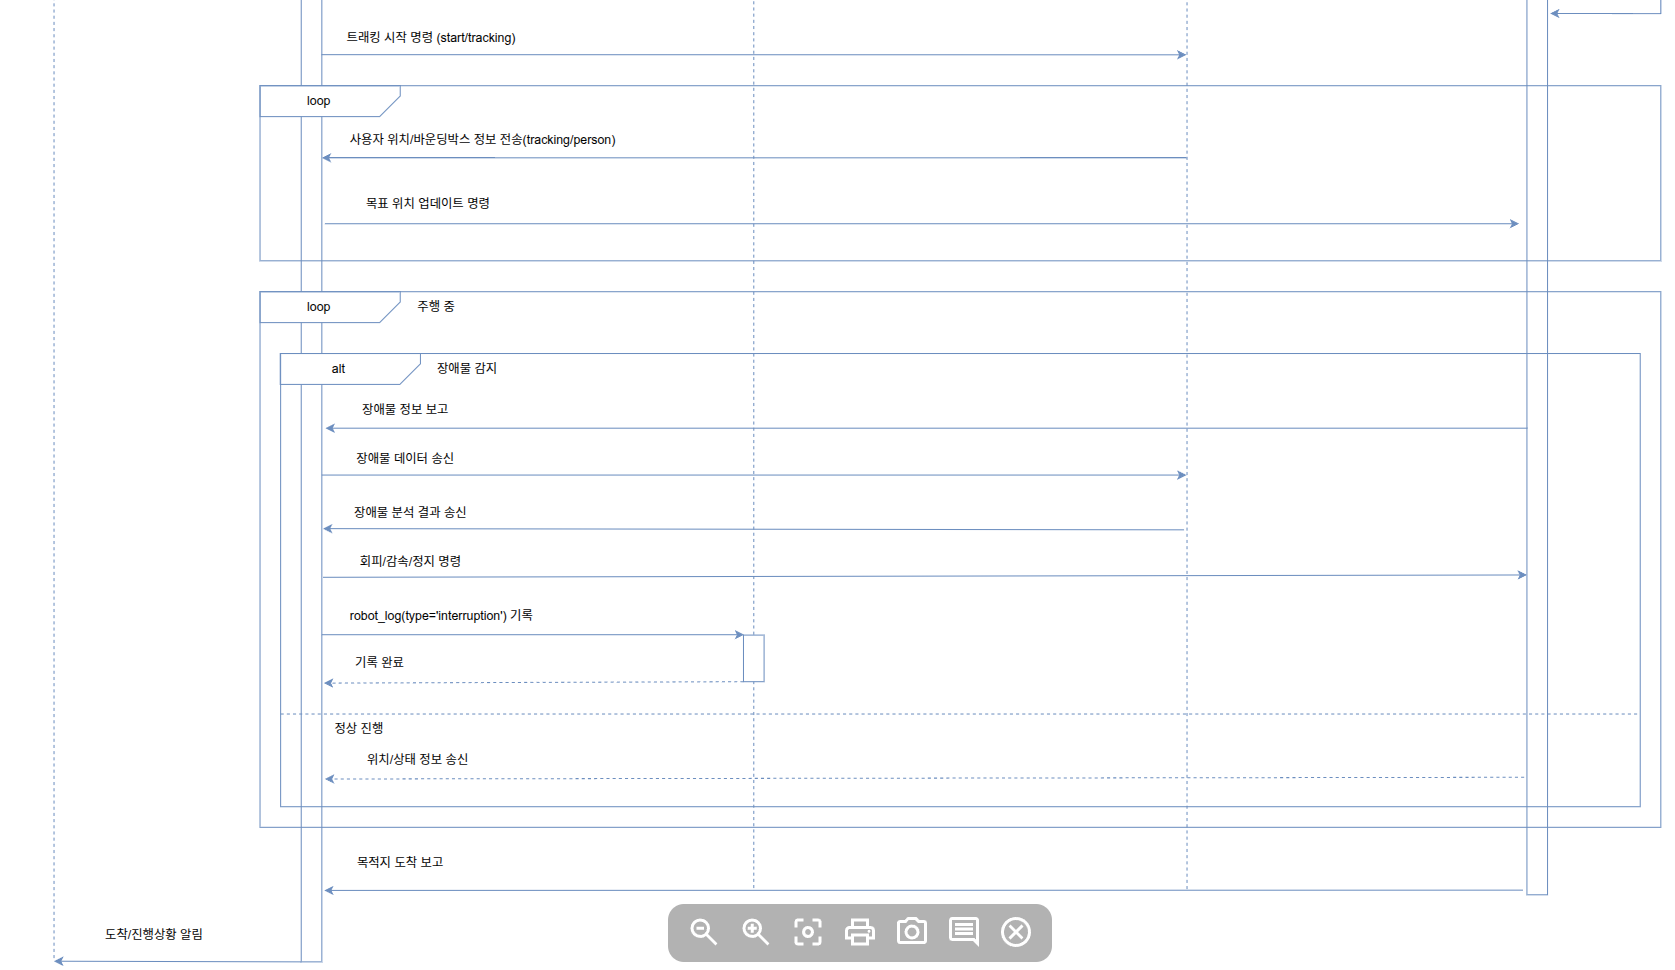 트래킹 시작 명령 (start/tracking)
loop
사용자 위치/바운딩박스 정보 전송(tracking/person)
목표 위치 업데이트 명령
loop
주행 중
alt
장애물 감지
장애물 정보 보고
장애물 데이터 송신
장애물 분석 결과 송신
회피/감속/정지 명령
robot_log(type='interruption') 기록
기록 완료
정상 진행
위치/상태 정보 송신
목적지 도착 보고
도착/진행상황 알림